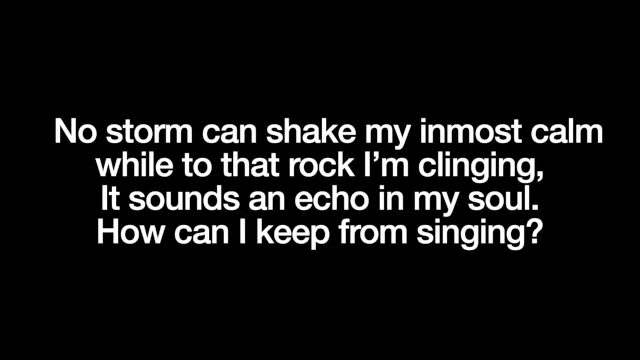 No storm can shake my inmost calm
while to that rock I’m clinging,
It sounds an echo in my soul.
How can I keep from singing?